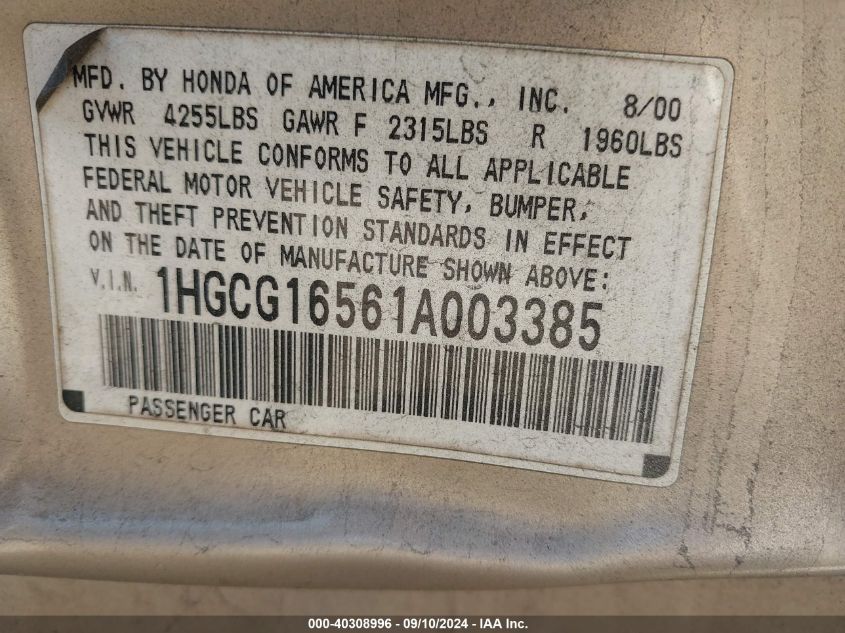 MFD. BY HONDA OF AMERICA MFG., INC. 8/00
GVWR 4255LBS GAWR F 2315LBS R 1960LBS
THIS VEHICLE CONFORMS TO ALL APPLICABLE
FEDERAL MOTOR VEHICLE SAFETY, BUMPER,
AND THEFT PREVENTION STANDARDS IN EFFECT
ON THE DATE OF MANUFACTURE SHOWN ABOVE:
V.I.N. 1HGCG16561A003385
PASSENGER CAR
000-40308996 - 09/10/2024 - IAA Inc.